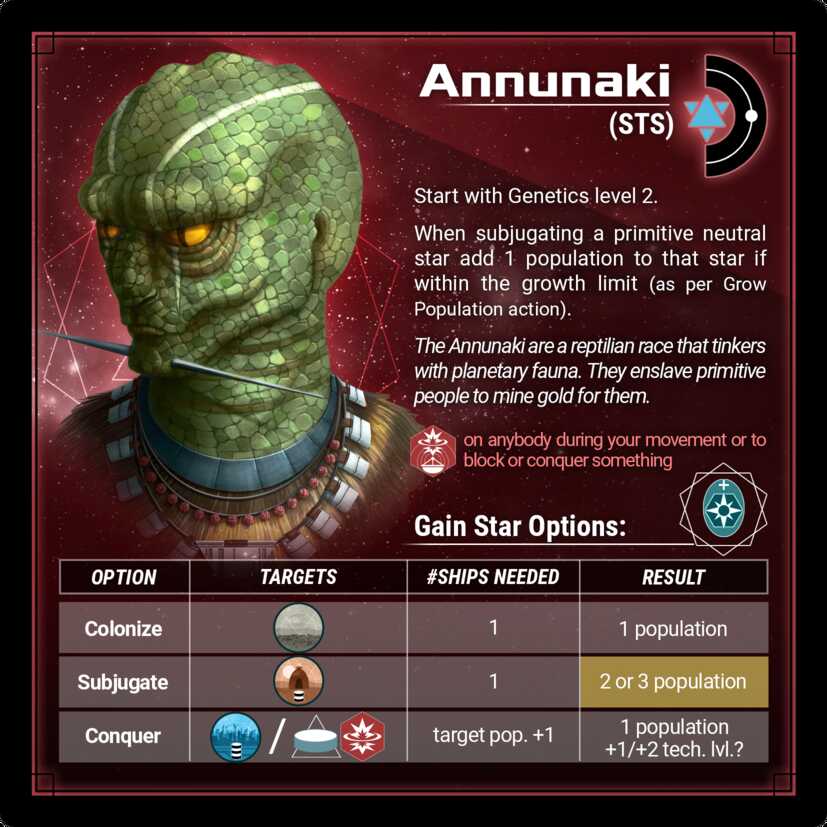 Annunaki
(STS)
Start with Genetics level 2.
When subjugating a primitive neutral
star add 1 population to that star if
within the growth limit (as per Grow
Population action).
The Annunaki are a reptilian race that tinkers
with planetary fauna. They enslave primitive
people to mine gold for them.
on anybody during your movement or to
block or conquer something
Gain Star Options:
OPTION TARGETS #SHIPS NEEDED RESULT
Colonize 1 1 population
Subjugate 1 2 or 3 population
Conquer / target pop. +1 1 population
+1/+2 tech. lvl.?